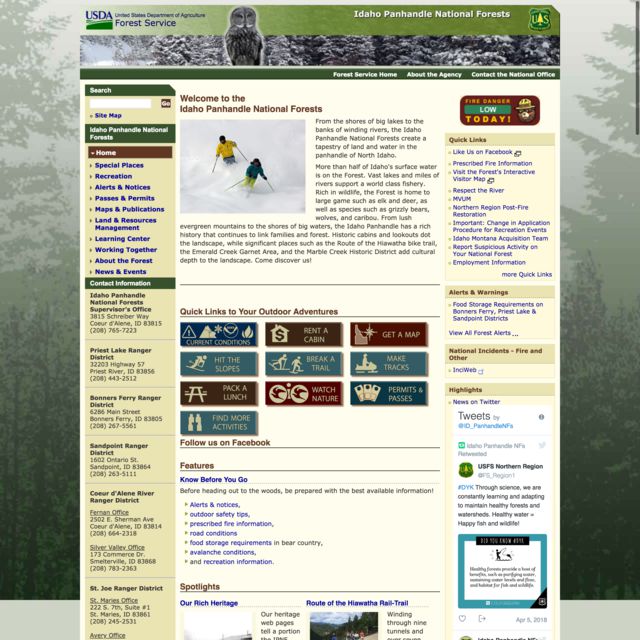 USDA United States Department of Agriculture
Forest Service
Idaho Panhandle National Forests
Forest Service Home About the Agency Contact the National Office
Search
Go
Site Map
Idaho Panhandle National
Forests
Home
Special Places
Recreation
Alerts & Notices
Passes & Permits
Maps & Publications
Land & Resources
Management
Learning Center
Working Together
About the Forest
News & Events
Contact Information
Idaho Panhandle
National Forests
Supervisor's Office
3815 Schreiber Way
Coeur d'Alene, ID 83815
(208) 765-7223
Priest Lake Ranger
District
32203 Highway 57
Priest River, ID 83856
(208) 443-2512
Bonners Ferry Ranger
District
6286 Main Street
Bonners Ferry, ID 83805
(208) 267-5561
Sandpoint Ranger
District
1602 Ontario St.
Sandpoint, ID 83864
(208) 263-5111
Coeur d'Alene River
Ranger District
Fernan Office
2502 E. Sherman Ave
Coeur d'Alene, ID 83814
(208) 664-2318
Silver Valley Office
173 Commerce Dr.
Smelterville, ID 83868
(208) 783-2363
St. Joe Ranger District
St. Maries Office
222 S. 7th, Suite #1
St. Maries, ID 83861
(208) 245-2531
Avery Office
Welcome to the
Idaho Panhandle National Forests
From the shores of big lakes to the
banks of winding rivers, the Idaho
Panhandle National Forests create a
tapestry of land and water in the
panhandle of North Idaho.
More than half of Idaho's surface water
is on the Forest. Vast lakes and miles of
rivers support a world class fishery.
Rich in wildlife, the Forest is home to
large game such as elk and deer, as
well as species such as grizzly bears,
wolves, and caribou. From lush
evergreen mountains to the shores of big waters, the Idaho Panhandle has a rich
history that continues to link families and forest. Historic cabins and lookouts dot
the landscape, while significant places such as the Route of the Hiawatha bike trail,
the Emerald Creek Garnet Area, and the Marble Creek Historic District add cultural
depth to the landscape. Come discover us!
Quick Links to Your Outdoor Adventures
CURRENT CONDITIONS
RENT A
CABIN
GET A MAP
HIT THE
SLOPES
BREAK A
TRAIL
MAKE
TRACKS
PACK A
LUNCH
WATCH
NATURE
PERMITS &
PASSES
FIND MORE
ACTIVITIES
Follow us on Facebook
Features
Know Before You Go
Before heading out to the woods, be prepared with the best available information!
Alerts & notices,
outdoor safety tips,
prescribed fire information,
road conditions
food storage requirements in bear country,
avalanche conditions,
and recreation information.
Spotlights
Our Rich Heritage
Our heritage
web pages
tell a portion
Route of the Hiawatha Rail-Trail
Winding
through nine
tunnels and
FIRE DANGER
LOW
TODAY!
Quick Links
Like Us on Facebook
Prescribed Fire Information
Visit the Forest's Interactive
Visitor Map
Respect the River
MVUM
Northern Region Post-Fire
Restoration
Important: Change in Application
Procedure for Recreation Events
Idaho Montana Acquisition Team
Report Suspicious Activity on
Your National Forest
Employment Information
more Quick Links
Alerts & Warnings
Food Storage Requirements on
Bonners Ferry, Priest Lake &
Sandpoint Districts
View All Forest Alerts ...
National Incidents - Fire and
Other
InciWeb
Highlights
News on Twitter
Tweets by
@ID_PanhandleNFs
Idaho Panhandle NFs
Retweeted
USFS Northern Region
@FS_Region1
#DYK Through science, we are
constantly learning and adapting
to maintain healthy forests and
watersheds. Healthy water =
Happy fish and wildlife!
DID YOU KNOW #DYK
Healthy forests provide a host of
benefits, such as purifying water,
sustaining water levels and flow,
and habitat for fish and wildlife.
Apr 5, 2018